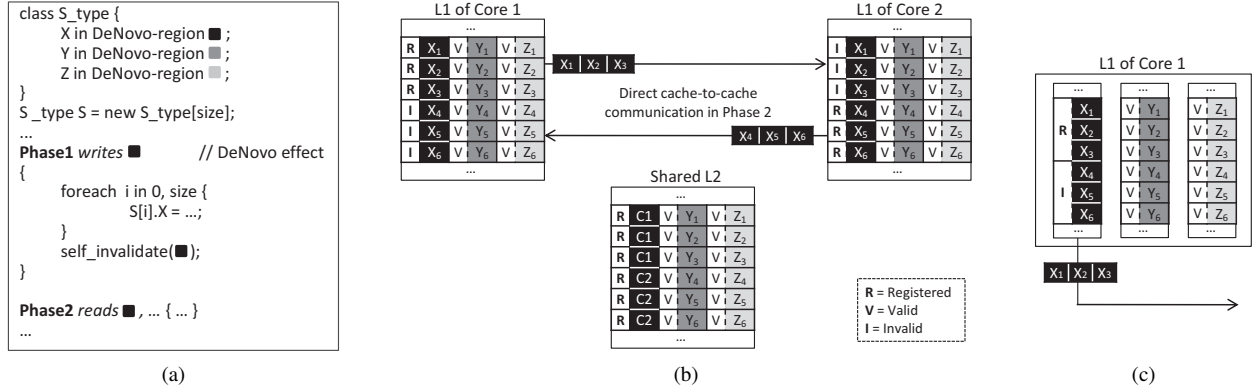 class S_type {
X in DeNovo-region ;
Y in DeNovo-region ;
Z in DeNovo-region ;
}
S _type S = new S_type[size];
...
Phase1 writes // DeNovo effect
{
foreach i in 0, size {
S[i].X = ...;
}
self_invalidate( );
}
Phase2 reads , ... { ... }
...
(a)
L1 of Core 1
...
R X1 V Y1 V Z1
R X2 V Y2 V Z2
R X3 V Y3 V Z3
I X4 V Y4 V Z4
I X5 V Y5 V Z5
I X6 V Y6 V Z6
...
X1 X2 X3
Direct cache-to-cache
communication in Phase 2
X4 X5 X6
L1 of Core 2
...
I X1 V Y1 V Z1
I X2 V Y2 V Z2
I X3 V Y3 V Z3
R X4 V Y4 V Z4
R X5 V Y5 V Z5
R X6 V Y6 V Z6
...
Shared L2
...
R C1 V Y1 V Z1
R C1 V Y2 V Z2
R C1 V Y3 V Z3
R C2 V Y4 V Z4
R C2 V Y5 V Z5
R C2 V Y6 V Z6
...
R = Registered
V = Valid
I = Invalid
(b)
L1 of Core 1
... ... ...
X1 V Y1 V Z1
R X2 V Y2 V Z2
X3 V Y3 V Z3
X4 V Y4 V Z4
I X5 V Y5 V Z5
X6 V Y6 V Z6
... ... ...
X1 X2 X3
(c)